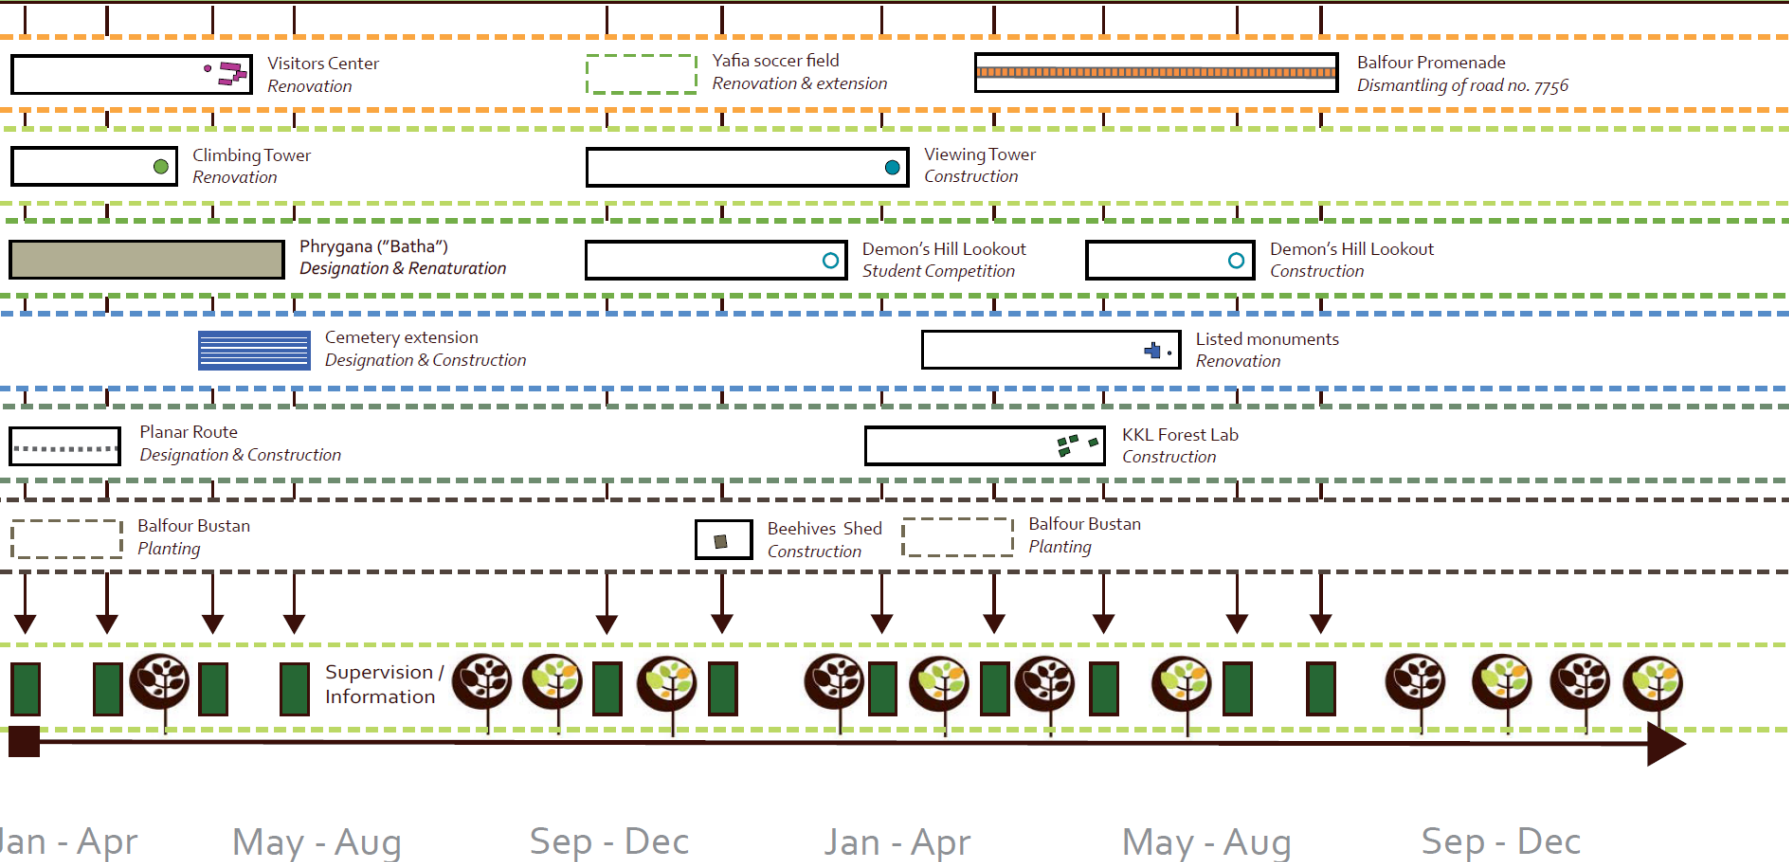 Visitors Center
Renovation
Yafia soccer field
Renovation & extension
Balfour Promenade
Dismantling of road no. 7756
Climbing Tower
Renovation
Viewing Tower
Construction
Phrygana ("Batha")
Designation & Renaturation
Demon's Hill Lookout
Student Competition
Demon's Hill Lookout
Construction
Cemetery extension
Designation & Construction
Listed monuments
Renovation
Planar Route
Designation & Construction
KKL Forest Lab
Construction
Balfour Bustan
Planting
Beehives Shed
Construction
Balfour Bustan
Planting
Supervision /
Information
Jan - Apr
May - Aug
Sep - Dec
Jan - Apr
May - Aug
Sep - Dec